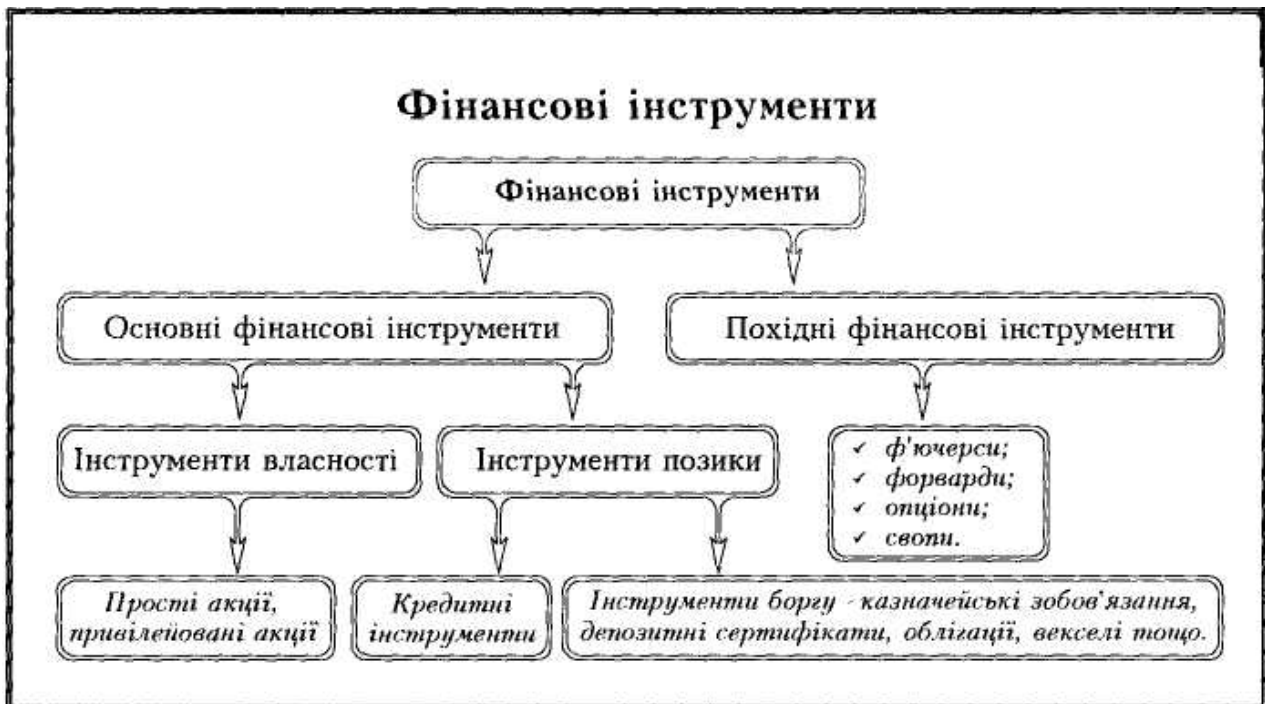 Фінансові інструменти
Фінансові інструменти
Основні фінансові інструменти
Похідні фінансові інструменти
Інструменти власності
Інструменти позики
✓ ф'ючерси;
✓ форварди;
✓ опціони;
✓ свопи.
Прості акції,
привілейовані акції
Кредитні
інструменти
Інструменти боргу - казначейські зобов'язання,
депозитні сертифікати, облігації, векселі тощо.